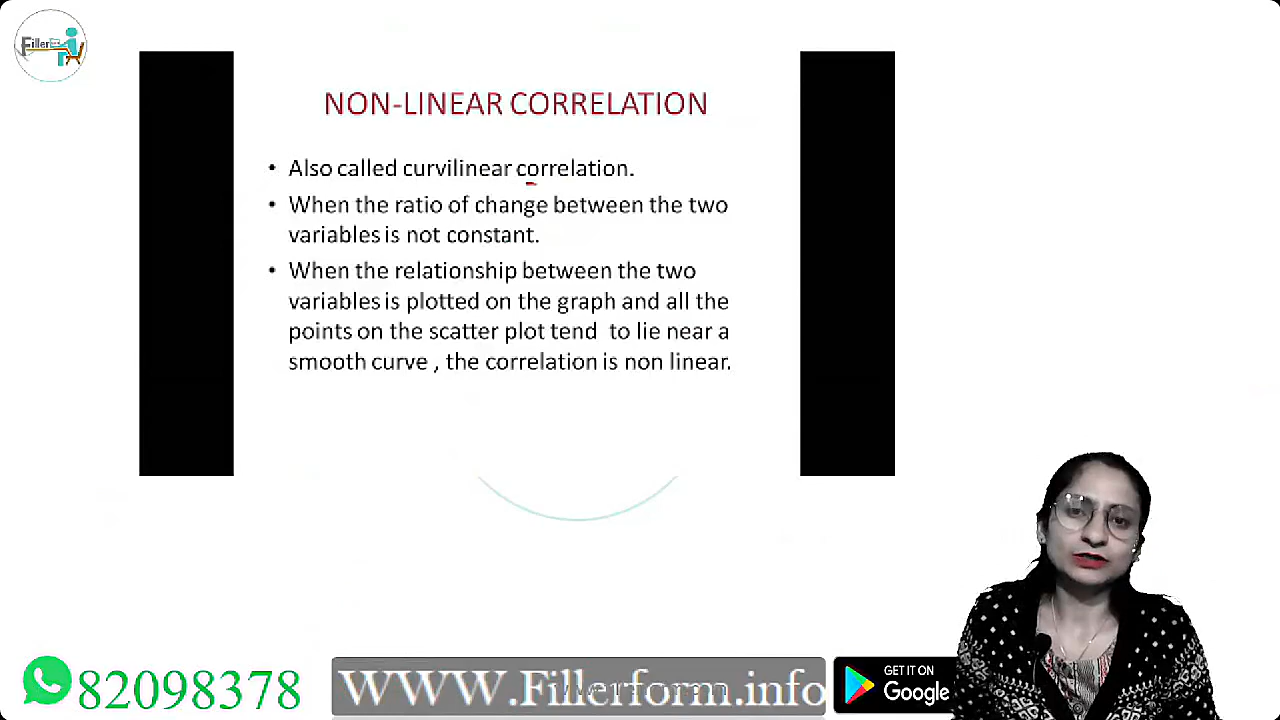 Filler
NON-LINEAR CORRELATION
• Also called curvilinear correlation.
• When the ratio of change between the two
variables is not constant.
• When the relationship between the two
variables is plotted on the graph and all the
points on the scatter plot tend to lie near a
smooth curve , the correlation is non linear.
82098378
WWW.Fillerform.info
GET IT ON
Google